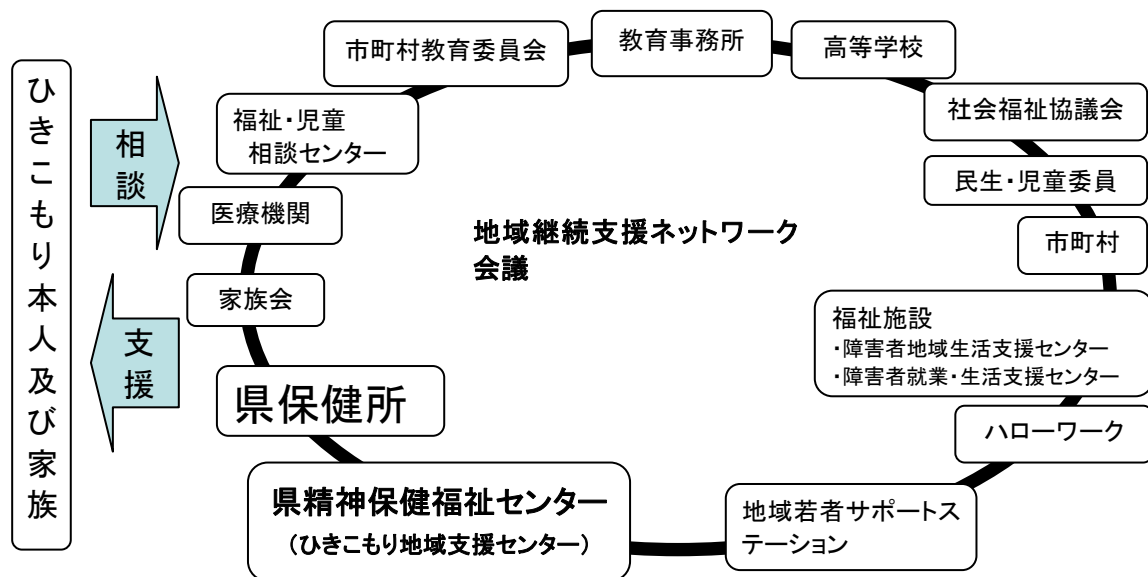 ひきこもり本人及び家族
相談
支援
市町村教育委員会
教育事務所
高等学校
福祉・児童
相談センター
社会福祉協議会
医療機関
民生・児童委員
地域継続支援ネットワーク
会議
市町村
家族会
福祉施設
・障害者地域生活支援センター
・障害者就業・生活支援センター
県保健所
ハローワーク
県精神保健福祉センター
(ひきこもり地域支援センター)
地域若者サポートス
テーション